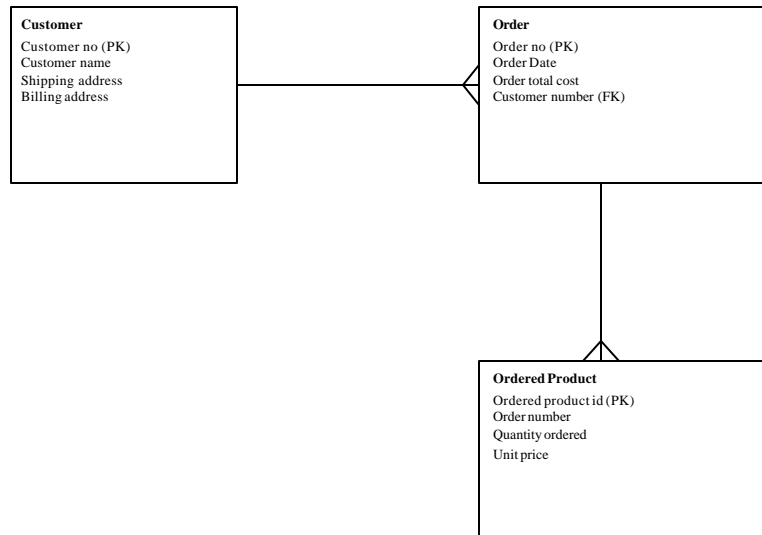 Customer
Customer no (PK)
Customer name
Shipping address
Billing address
Order
Order no (PK)
Order Date
Order total cost
Customer number (FK)
Ordered Product
Ordered product id (PK)
Order number
Quantity ordered
Unit price